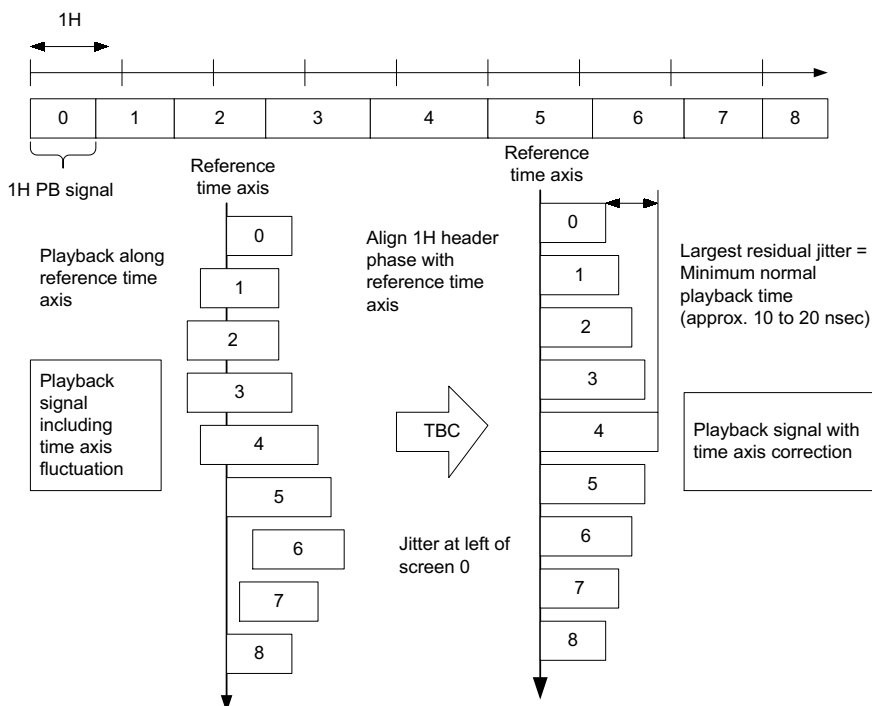 1H
0 1 2 3 4 5 6 7 8
1H PB signal
Reference
time axis
Playback along
reference time
axis
Playback
signal
including
time axis
fluctuation
0
1
2
3
4
5
6
7
8
Align 1H header
phase with
reference time
axis
TBC
Jitter at left of
screen 0
Reference
time axis
0
1
2
3
4
5
6
7
8
Largest residual jitter =
Minimum normal
playback time
(approx. 10 to 20 nsec)
Playback signal with
time axis correction